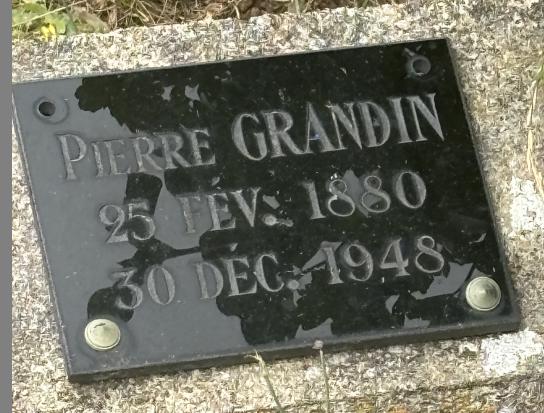 PIERRE GRANDIN
25 FÉV. 1880
30 DÉC. 1948